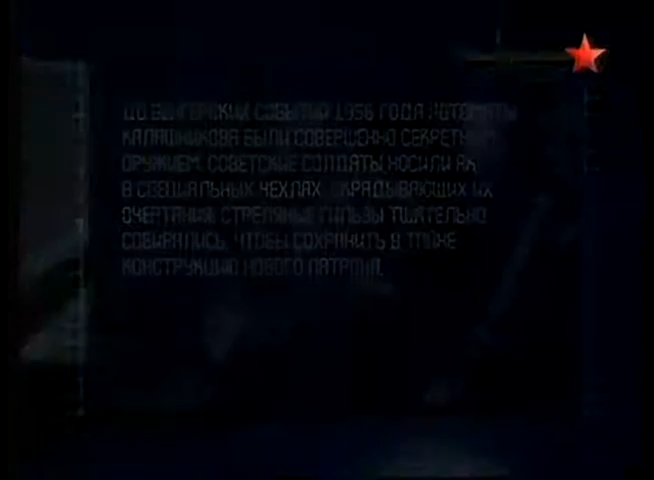 ДО ВЕНГЕРСКИХ СОБЫТИЙ 1956 ГОДА АВТОМАТЫ
КАЛАШНИКОВА БЫЛИ СОВЕРШЕННО СЕКРЕТНЫМ
ОРУЖИЕМ. СОВЕТСКИЕ СОЛДАТЫ НОСИЛИ АК
В СПЕЦИАЛЬНЫХ ЧЕХЛАХ, СКРАДЫВАЮЩИХ ИХ
ОЧЕРТАНИЯ. СТРЕЛЯНЫЕ ГИЛЬЗЫ ТЩАТЕЛЬНО
СОБИРАЛИСЬ, ЧТОБЫ СОХРАНИТЬ В ТАЙНЕ
КОНСТРУКЦИЮ НОВОГО ПАТРОНА.